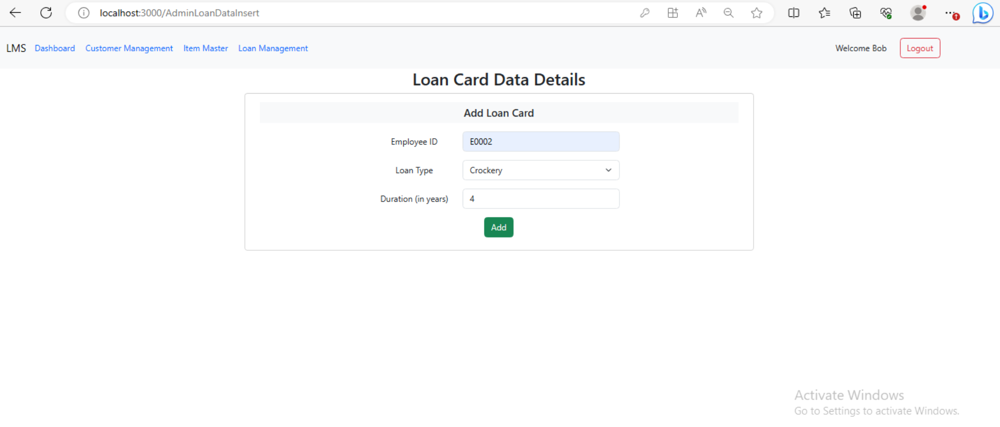 localhost:3000/AdminLoanDataInsert
LMS Dashboard Customer Management Item Master Loan Management Welcome Bob Logout
Loan Card Data Details
Add Loan Card
Employee ID E0002
Loan Type Crockery
Duration (in years) 4
Add
Activate Windows
Go to Settings to activate Windows.